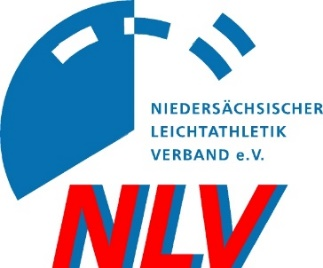 NIEDERSÄCHSISCHER
LEICHTATHLETIK
VERBAND e.V.
NLV